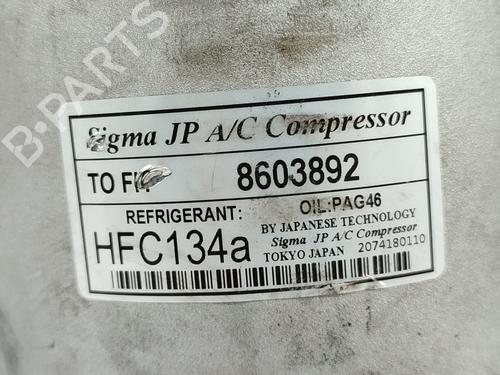 Sigma JP A/C Compressor
TO FI 8603892
REFRIGERANT: OIL:PAG46
HFC134a BY JAPANESE TECHNOLOGY
Sigma JP A/C Compressor
TOKYO JAPAN 2074180110
B-PARTS